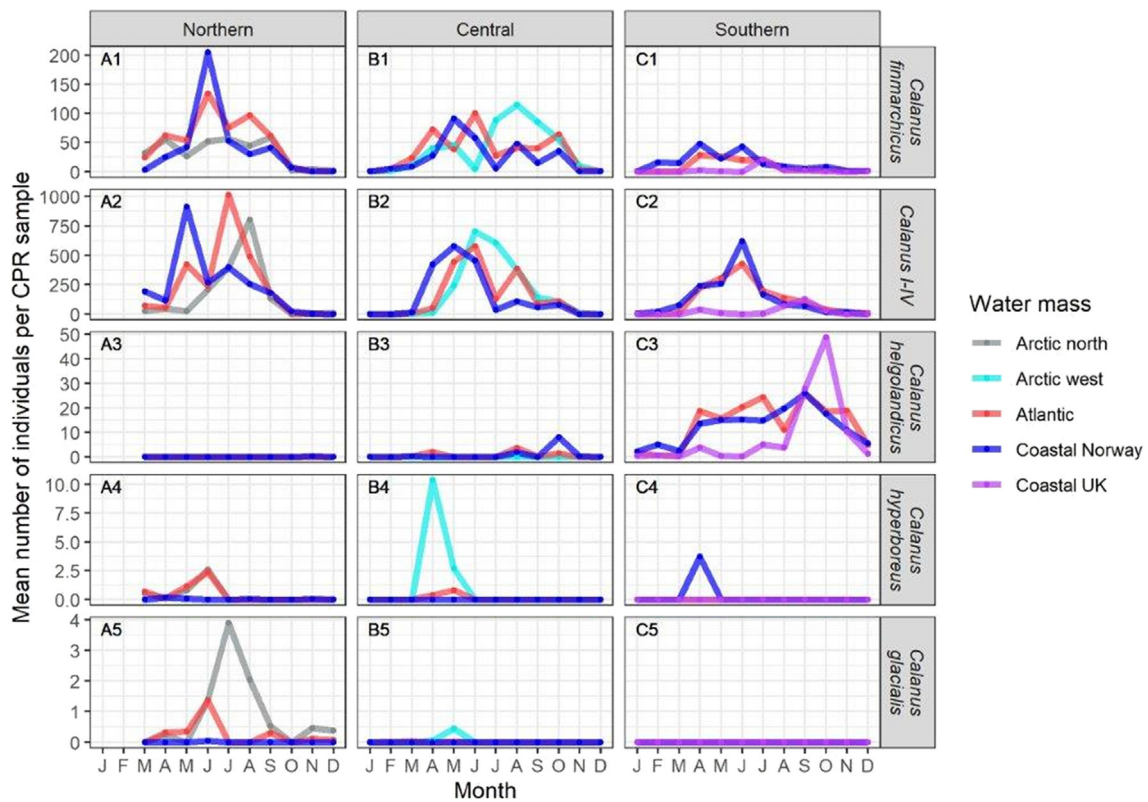 Northern
Central
Southern
A1
B1
C1
200
150
100
50
0
Calanus
finmarchicus
A2
B2
C2
1000
750
500
250
0
Calanus I-IV
A3
B3
C3
50
40
30
20
10
0
Calanus
helgolandicus
A4
B4
C4
10.0
7.5
5.0
2.5
0.0
Calanus
hyperboreus
A5
B5
C5
4
3
2
1
0
Calanus
glacialis
Mean number of individuals per CPR sample
J F M A M J J A S O N D
J F M A M J J A S O N D
J F M A M J J A S O N D
Month
Water mass
Arctic north
Arctic west
Atlantic
Coastal Norway
Coastal UK